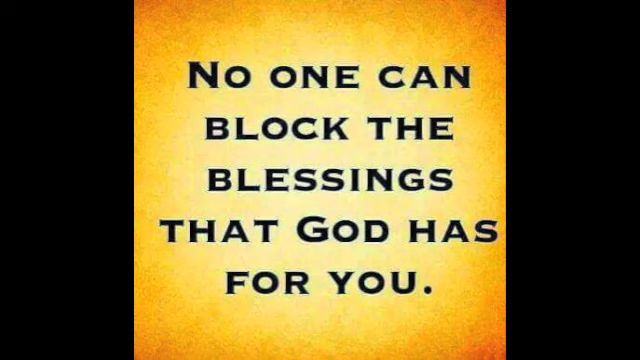 No one can
block the
blessings
that God has
for you.